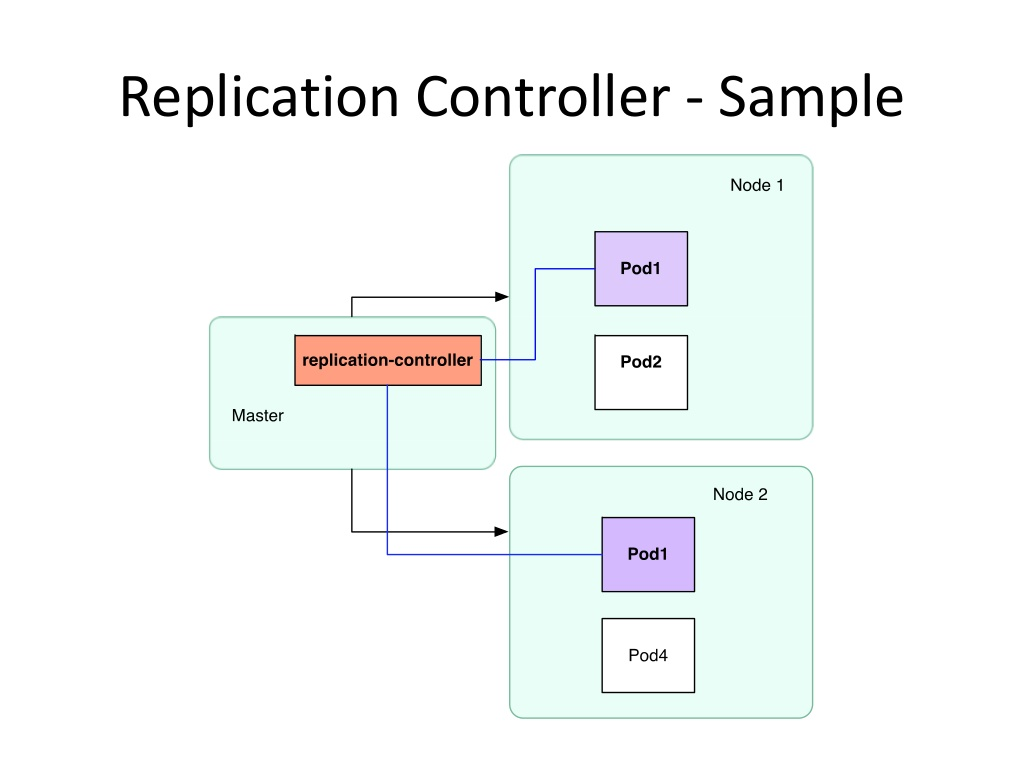 Replication Controller - Sample
Node 1
Pod1
replication-controller
Pod2
Master
Node 2
Pod1
Pod4